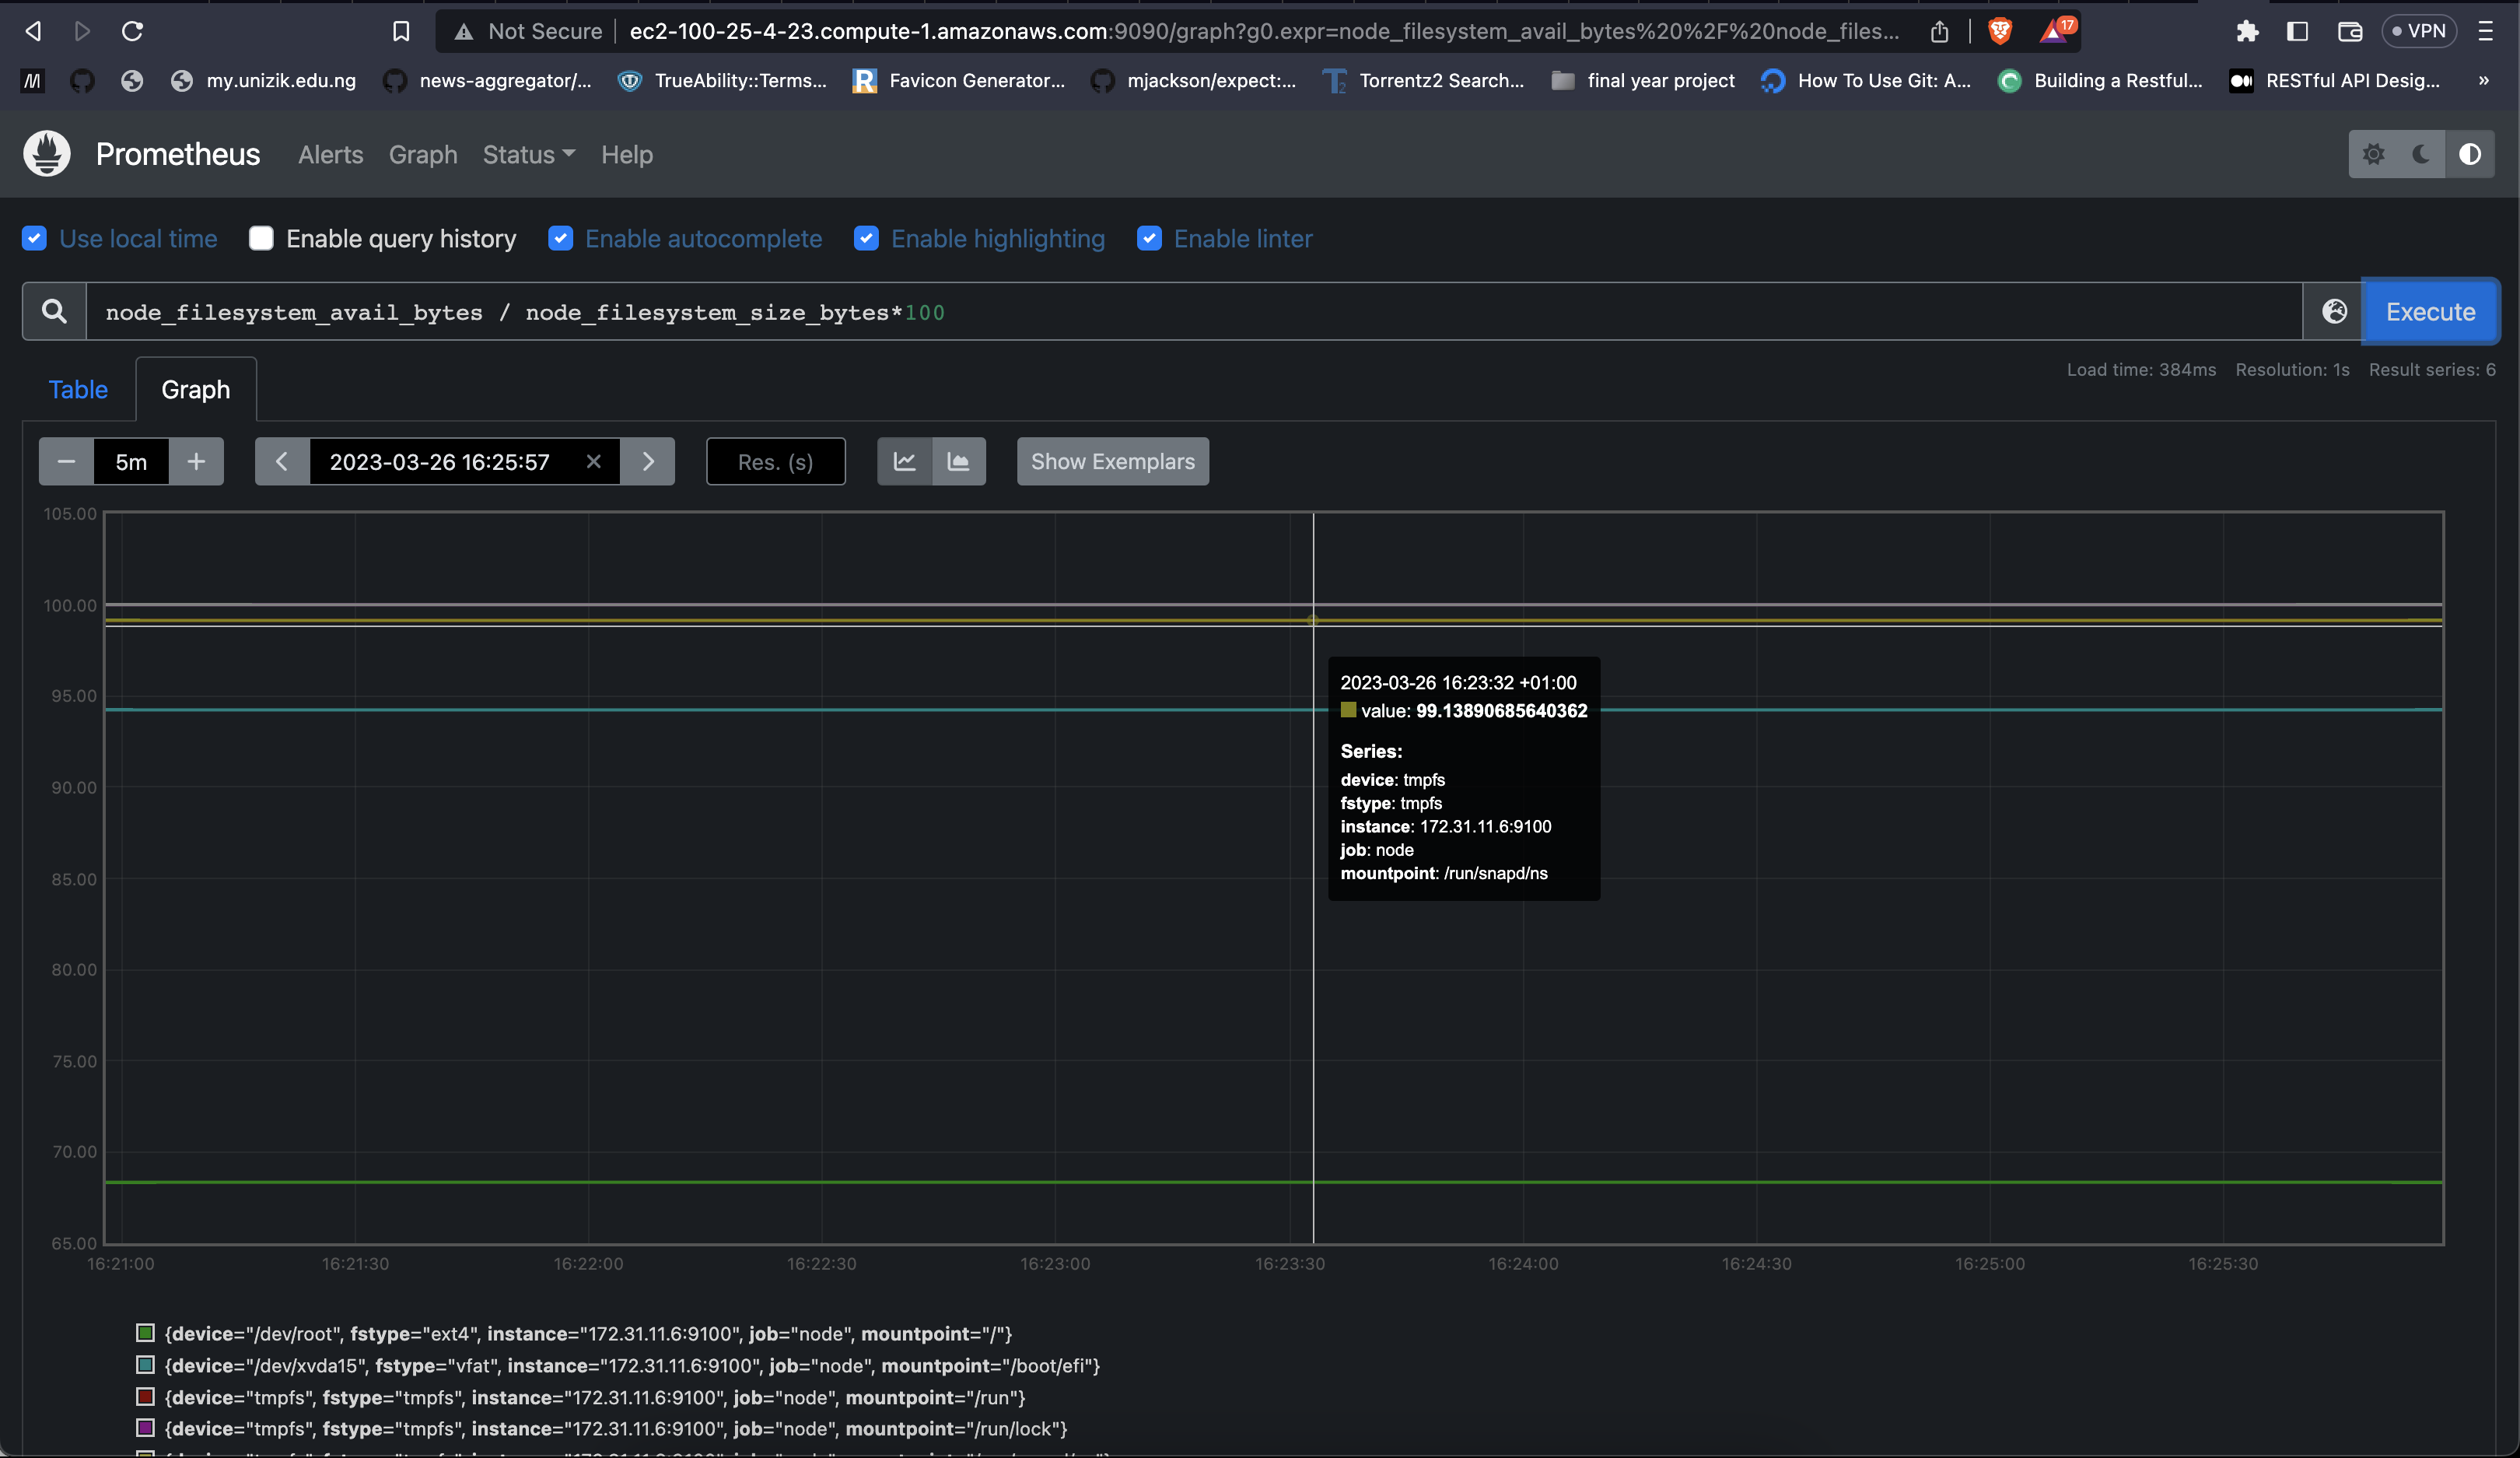 Not Secure ec2-100-25-4-23.compute-1.amazonaws.com:9090/graph?g0.expr=node_filesystem_avail_bytes%20%2F%20node_files... 17 VPN
my.unizik.edu.ng news-aggregator/... TrueAbility::Terms... Favicon Generator... mjackson/expect:... Torrentz2 Search... final year project How To Use Git: A... Building a Restful... RESTful API Desig... »
Prometheus Alerts Graph Status Help
Use local time Enable query history Enable autocomplete Enable highlighting Enable linter
node_filesystem_avail_bytes / node_filesystem_size_bytes*100 Execute
Load time: 384ms Resolution: 1s Result series: 6
Table Graph
5m 2023-03-26 16:25:57 Res. (s) Show Exemplars
105.00
100.00
95.00
90.00
85.00
80.00
75.00
70.00
65.00
2023-03-26 16:23:32 +01:00
value: 99.13890685640362
Series:
device: tmpfs
fstype: tmpfs
instance: 172.31.11.6:9100
job: node
mountpoint: /run/snapd/ns
16:21:00 16:21:30 16:22:00 16:22:30 16:23:00 16:23:30 16:24:00 16:24:30 16:25:00 16:25:30
{device="/dev/root", fstype="ext4", instance="172.31.11.6:9100", job="node", mountpoint="/"}
{device="/dev/xvda15", fstype="vfat", instance="172.31.11.6:9100", job="node", mountpoint="/boot/efi"}
{device="tmpfs", fstype="tmpfs", instance="172.31.11.6:9100", job="node", mountpoint="/run"}
{device="tmpfs", fstype="tmpfs", instance="172.31.11.6:9100", job="node", mountpoint="/run/lock"}